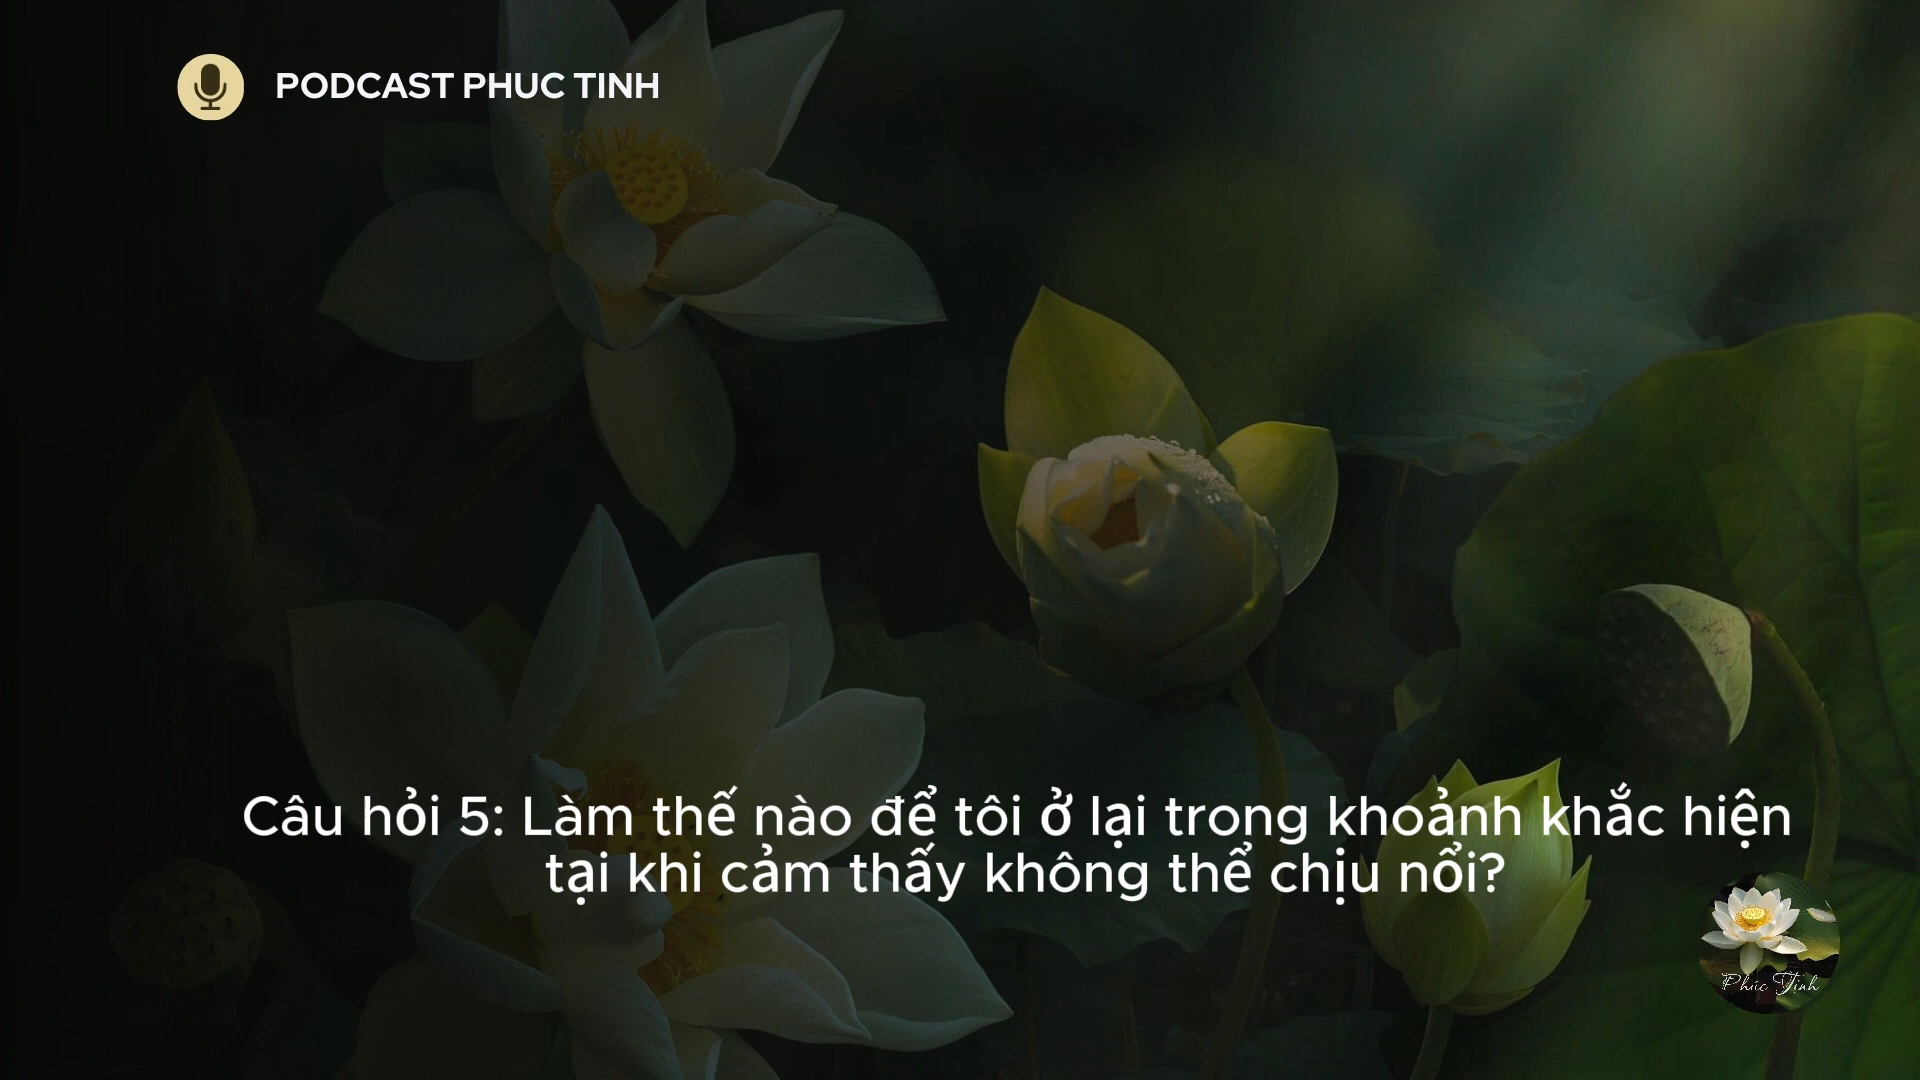 PODCAST PHUC TINH
Câu hỏi 5: Làm thế nào để tôi ở lại trong khoảnh khắc hiện
tại khi cảm thấy không thể chịu nổi?
Phúc Tịnh